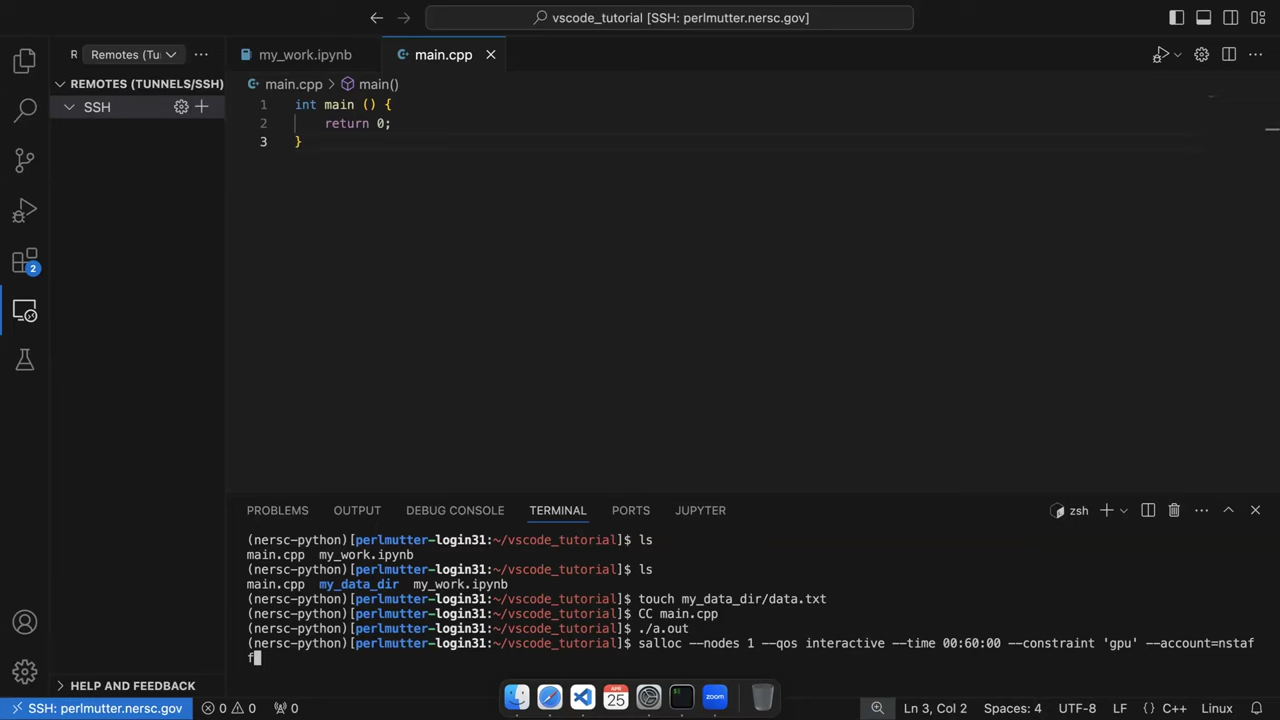 vscode_tutorial [SSH: perlmutter.nersc.gov]
R Remotes (Tu
my_work.ipynb
main.cpp
REMOTES (TUNNELS/SSH)
SSH
main.cpp > main()
1 int main () {
2 return 0;
3 }
2
PROBLEMS OUTPUT DEBUG CONSOLE TERMINAL PORTS JUPYTER
zsh
(nersc-python)[perlmutter-login31:~/vscode_tutorial]$ ls
main.cpp my_work.ipynb
(nersc-python)[perlmutter-login31:~/vscode_tutorial]$ ls
main.cpp my_data_dir my_work.ipynb
(nersc-python)[perlmutter-login31:~/vscode_tutorial]$ touch my_data_dir/data.txt
(nersc-python)[perlmutter-login31:~/vscode_tutorial]$ CC main.cpp
(nersc-python)[perlmutter-login31:~/vscode_tutorial]$ ./a.out
(nersc-python)[perlmutter-login31:~/vscode_tutorial]$ salloc --nodes 1 --qos interactive --time 00:60:00 --constraint 'gpu' --account=nstaf
f
HELP AND FEEDBACK
APR
25
zoom
SSH: perlmutter.nersc.gov
0 0 0
Ln 3, Col 2 Spaces: 4 UTF-8 LF {} C++ Linux